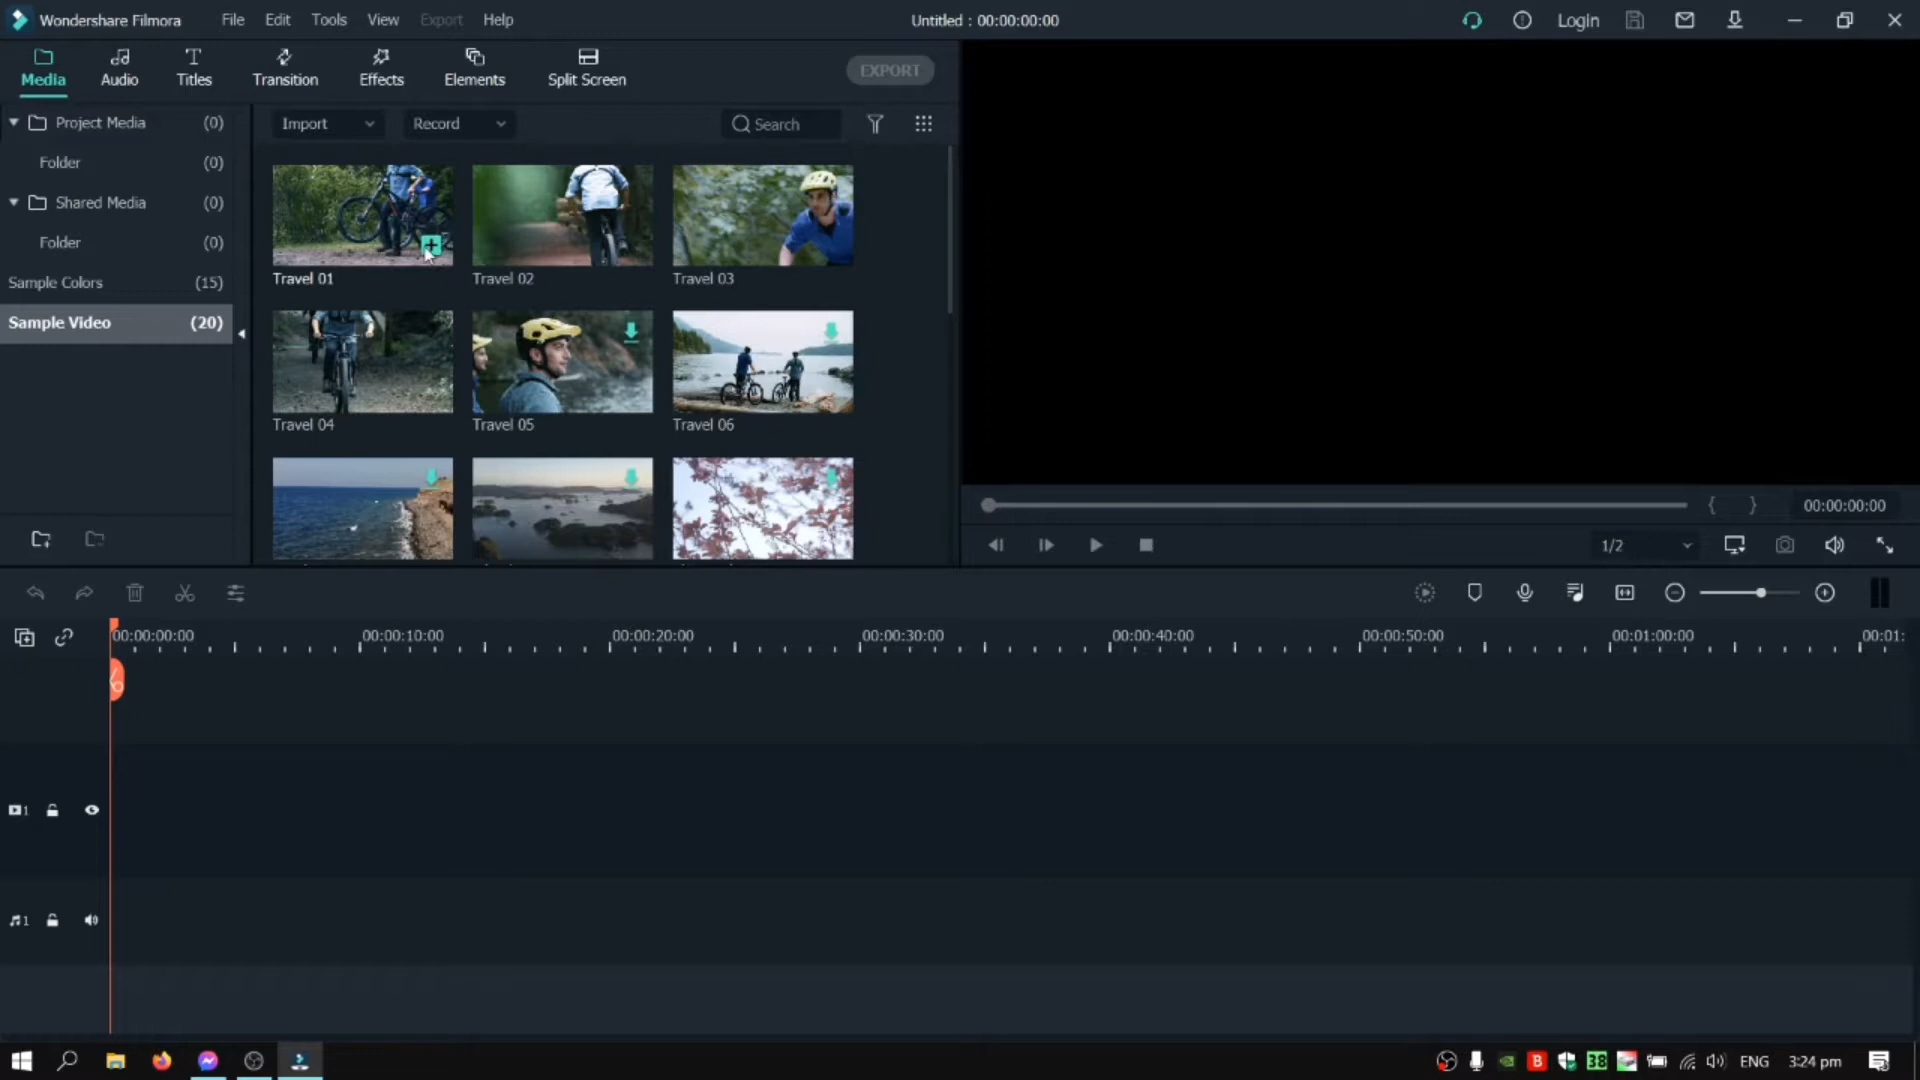 Wondershare Filmora File Edit Tools View Export Help Untitled : 00:00:00:00 Login
Media Audio Titles Transition Effects Elements Split Screen EXPORT
Project Media (0)
Folder (0)
Shared Media (0)
Folder (0)
Sample Colors (15)
Sample Video (20)
Import Record Search
Travel 01 Travel 02 Travel 03
Travel 04 Travel 05 Travel 06
{ } 00:00:00:00
1/2
00:00:00:00 00:00:10:00 00:00:20:00 00:00:30:00 00:00:40:00 00:00:50:00 00:01:00:00 00:01:
1
1
B 38 ENG 3:24 pm